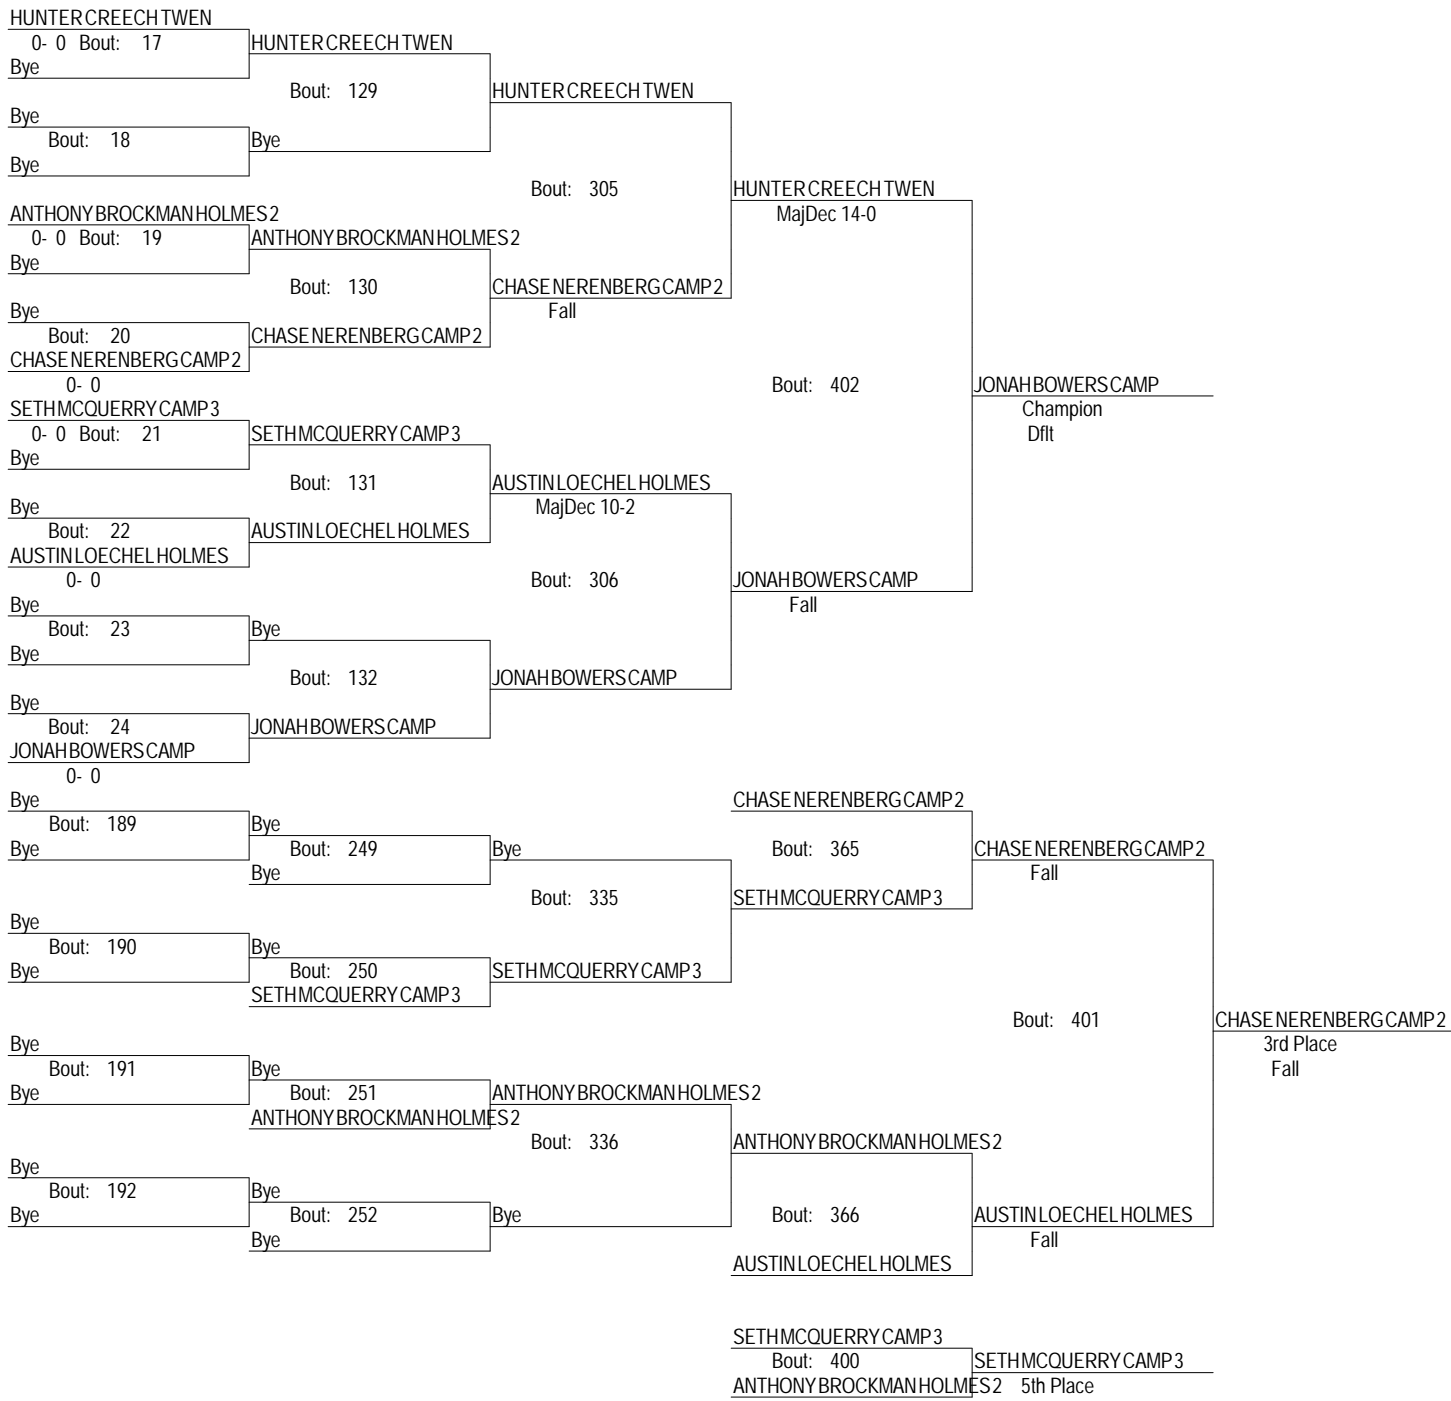 HUNTER CREECH TWEN
0- 0 Bout: 17 HUNTER CREECH TWEN
Bye
Bout: 129 HUNTER CREECH TWEN
Bye
Bout: 18 Bye
Bye
Bout: 305 HUNTER CREECH TWEN
ANTHONY BROCKMAN HOLMES 2 MajDec 14-0
0- 0 Bout: 19 ANTHONY BROCKMAN HOLMES 2
Bye
Bout: 130 CHASE NERENBERG CAMP 2
Bye Fall
Bout: 20 CHASE NERENBERG CAMP 2
CHASE NERENBERG CAMP 2
0- 0 Bout: 402 JONAH BOWERS CAMP
SETH MCQUERRY CAMP 3 Champion
0- 0 Bout: 21 SETH MCQUERRY CAMP 3 Dflt
Bye
Bout: 131 AUSTIN LOECHEL HOLMES
Bye MajDec 10-2
Bout: 22 AUSTIN LOECHEL HOLMES
AUSTIN LOECHEL HOLMES
0- 0 Bout: 306 JONAH BOWERS CAMP
Bye Fall
Bout: 23 Bye
Bye
Bout: 132 JONAH BOWERS CAMP
Bye
Bout: 24 JONAH BOWERS CAMP
JONAH BOWERS CAMP
0- 0
Bye CHASE NERENBERG CAMP 2
Bout: 189 Bye
Bye Bout: 249 Bye Bout: 365 CHASE NERENBERG CAMP 2
Bye Fall
Bout: 335 SETH MCQUERRY CAMP 3
Bye
Bout: 190 Bye
Bye Bout: 250 SETH MCQUERRY CAMP 3
SETH MCQUERRY CAMP 3
Bout: 401 CHASE NERENBERG CAMP 2
Bye 3rd Place
Bout: 191 Bye Fall
Bye Bout: 251 ANTHONY BROCKMAN HOLMES 2
ANTHONY BROCKMAN HOLMES 2
Bout: 336 ANTHONY BROCKMAN HOLMES 2
Bye
Bout: 192 Bye
Bye Bout: 252 Bye Bout: 366 AUSTIN LOECHEL HOLMES
Bye Fall
AUSTIN LOECHEL HOLMES
SETH MCQUERRY CAMP 3
Bout: 400 SETH MCQUERRY CAMP 3
ANTHONY BROCKMAN HOLMES 2 5th Place